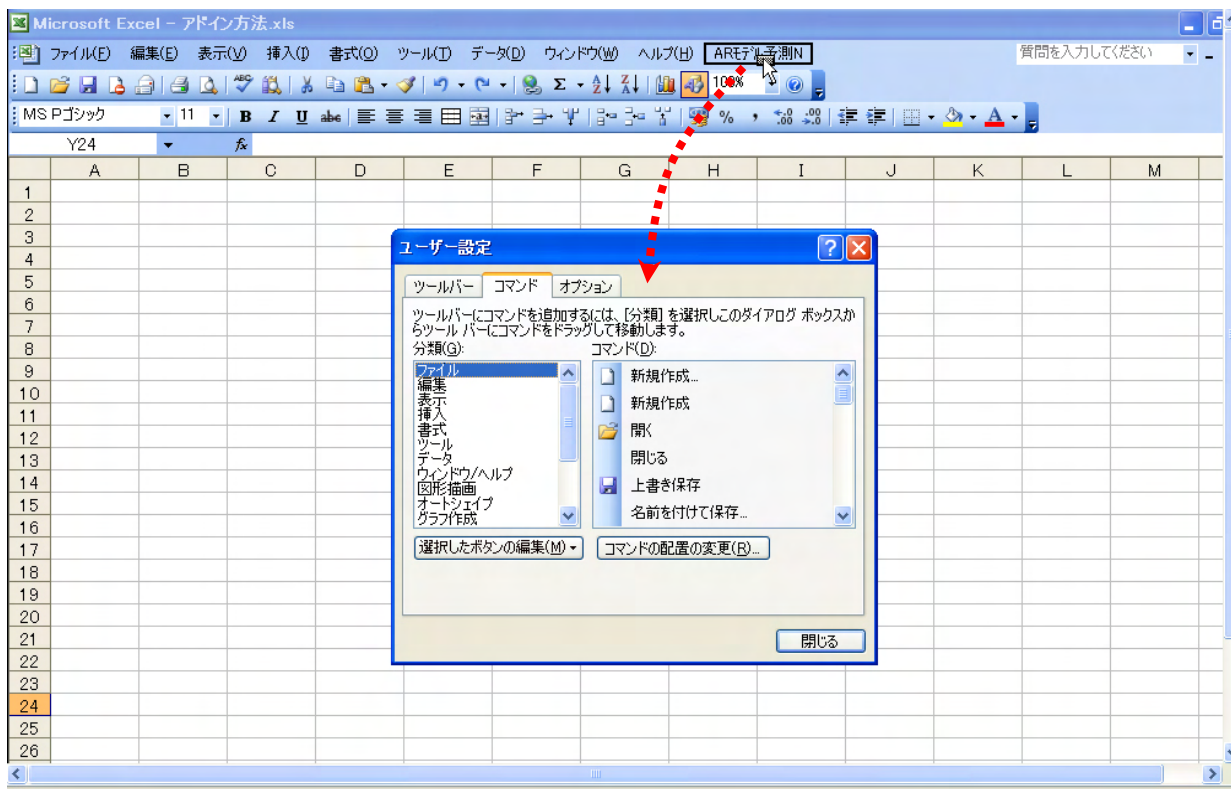 Microsoft Excel - アドイン方法.xls
ファイル(F) 編集(E) 表示(V) 挿入(I) 書式(O) ツール(T) データ(D) ウィンドウ(W) ヘルプ(H) ARモデル予測N 質問を入力してください
100%
MS Pゴシック 11 B I U abc % ,
Y24 fx
A B C D E F G H I J K L M
1
2
3
4
5
6
7
8
9
10
11
12
13
14
15
16
17
18
19
20
21
22
23
24
25
26
ユーザー設定
ツールバー コマンド オプション
ツールバーにコマンドを追加するには、[分類] を選択しこのダイアログ ボックスか
らツール バーにコマンドをドラッグして移動します。
分類(G): コマンド(D):
ファイル
編集
表示
挿入
書式
ツール
データ
ウィンドウ/ヘルプ
図形描画
オートシェイプ
グラフ作成
新規作成...
新規作成
開く
閉じる
上書き保存
名前を付けて保存...
選択したボタンの編集(M) コマンドの配置の変更(R)...
閉じる